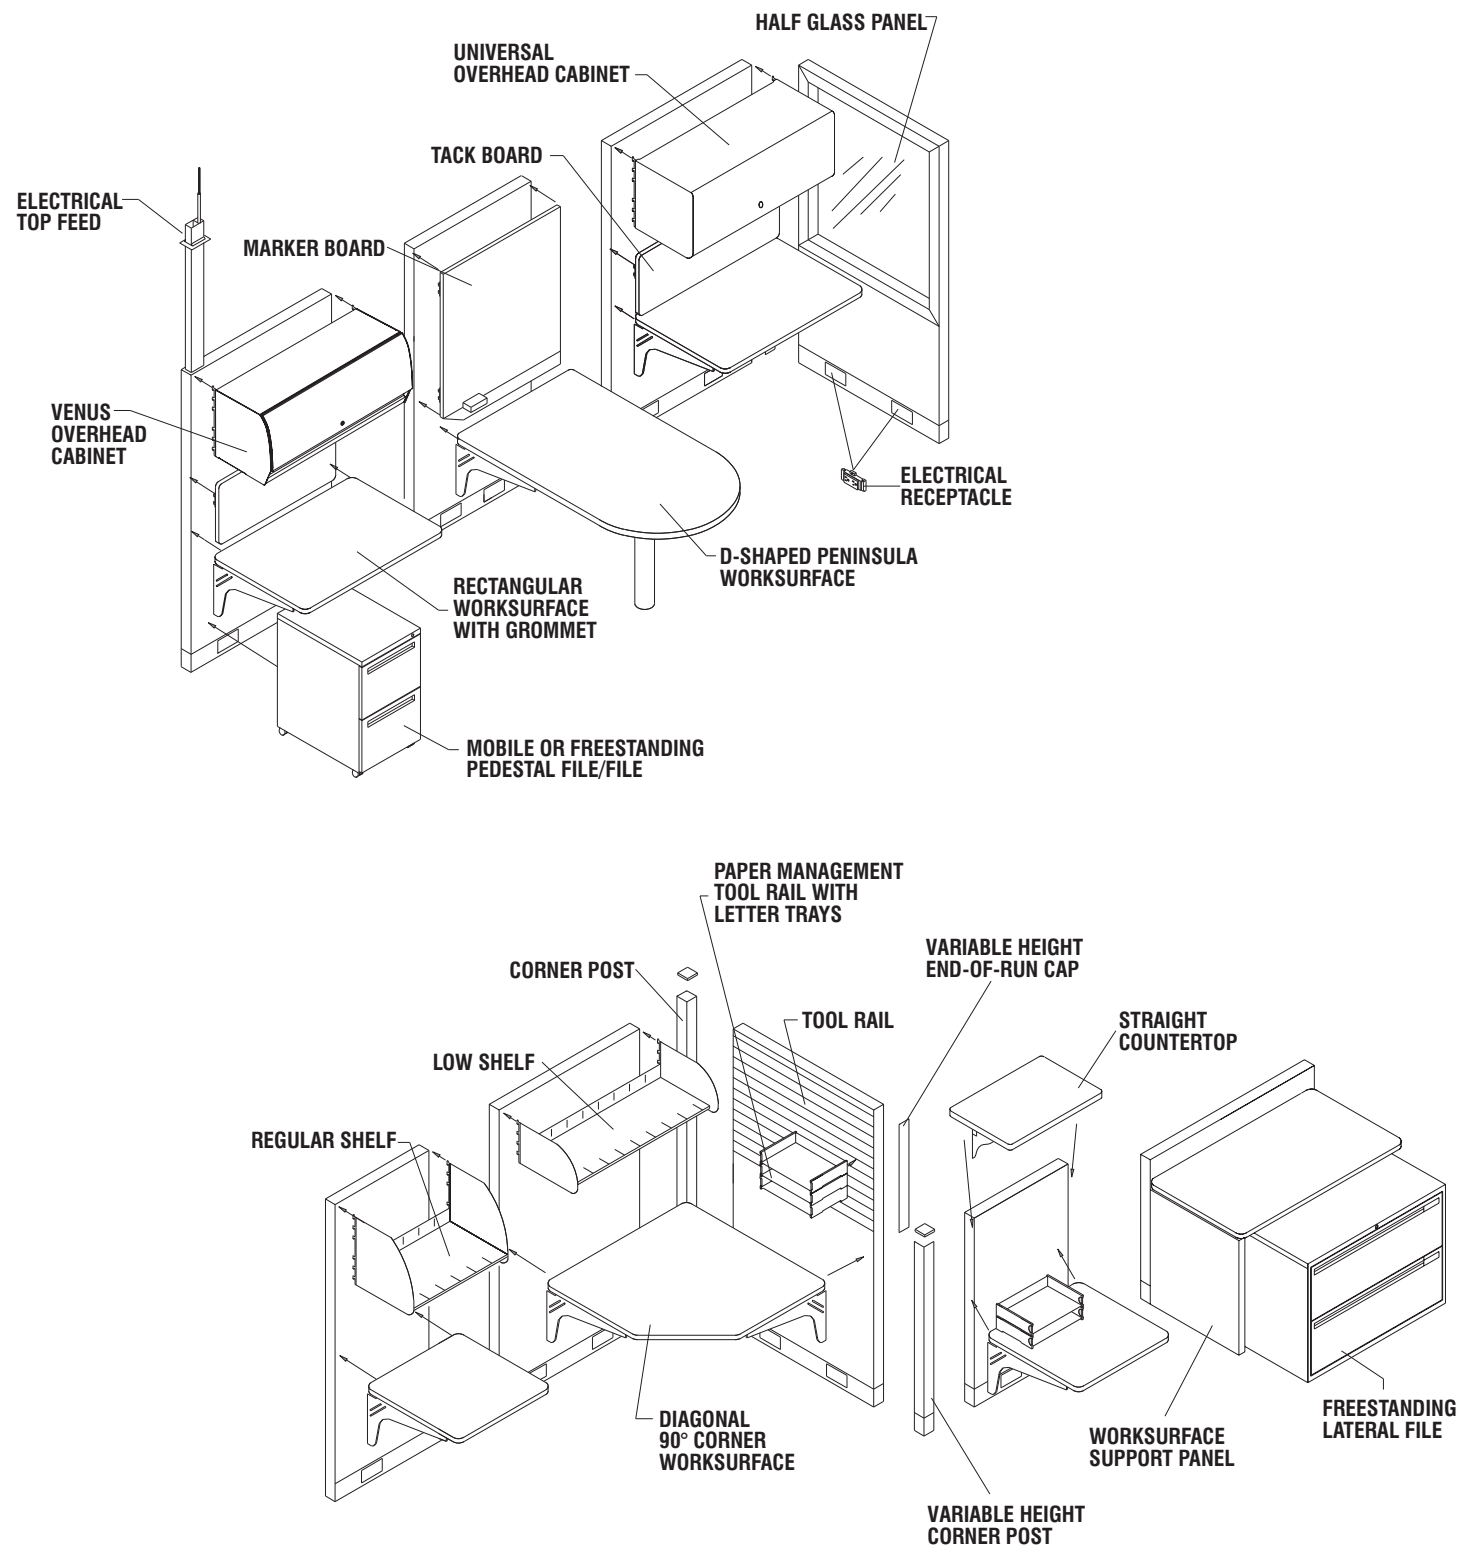 HALF GLASS PANEL
UNIVERSAL
OVERHEAD CABINET
TACK BOARD
ELECTRICAL
TOP FEED
MARKER BOARD
VENUS
OVERHEAD
CABINET
ELECTRICAL
RECEPTACLE
D-SHAPED PENINSULA
WORKSURFACE
RECTANGULAR
WORKSURFACE
WITH GROMMET
MOBILE OR FREESTANDING
PEDESTAL FILE/FILE
PAPER MANAGEMENT
TOOL RAIL WITH
LETTER TRAYS
VARIABLE HEIGHT
END-OF-RUN CAP
CORNER POST
TOOL RAIL
STRAIGHT
COUNTERTOP
LOW SHELF
REGULAR SHELF
DIAGONAL
90° CORNER
WORKSURFACE
FREESTANDING
LATERAL FILE
WORKSURFACE
SUPPORT PANEL
VARIABLE HEIGHT
CORNER POST